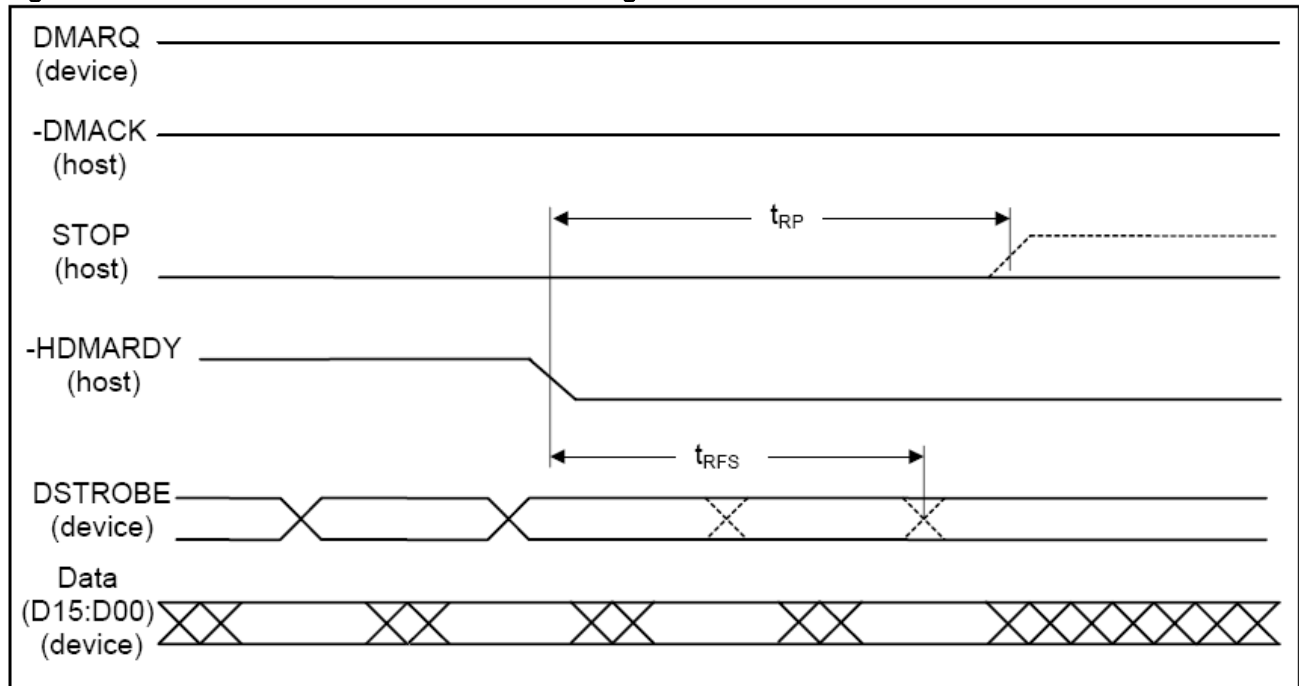 DMARQ
(device)
-DMACK
(host)
STOP
(host)
tRP
-HDMARDY
(host)
tRFS
DSTROBE
(device)
Data
(D15:D00)
(device)